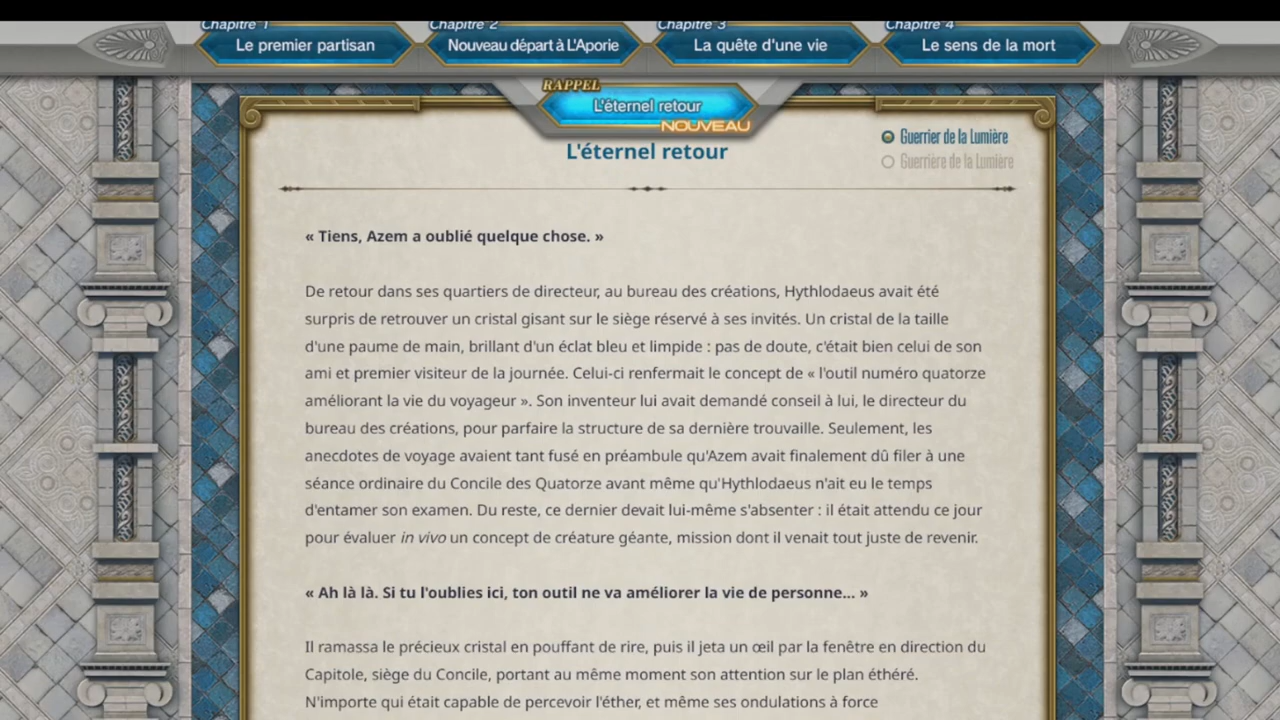 Chapitre 1
Chapitre 2
Chapitre 3
Chapitre 4
Le premier partisan
Nouveau départ à L'Aporie
La quête d'une vie
Le sens de la mort
RAPPEL
L'éternel retour
NOUVEAU
L'éternel retour
Guerrier de la Lumière
Guerrière de la Lumière
« Tiens, Azem a oublié quelque chose. »
De retour dans ses quartiers de directeur, au bureau des créations, Hythlodaeus avait été
surpris de retrouver un cristal gisant sur le siège réservé à ses invités. Un cristal de la taille
d'une paume de main, brillant d'un éclat bleu et limpide : pas de doute, c'était bien celui de son
ami et premier visiteur de la journée. Celui-ci renfermait le concept de « l'outil numéro quatorze
améliorant la vie du voyageur ». Son inventeur lui avait demandé conseil à lui, le directeur du
bureau des créations, pour parfaire la structure de sa dernière trouvaille. Seulement, les
anecdotes de voyage avaient tant fusé en préambule qu'Azem avait finalement dû filer à une
séance ordinaire du Concile des Quatorze avant même qu'Hythlodaeus n'ait eu le temps
d'entamer son examen. Du reste, ce dernier devait lui-même s'absenter : il était attendu ce jour
pour évaluer in vivo un concept de créature géante, mission dont il venait tout juste de revenir.
« Ah là là. Si tu l'oublies ici, ton outil ne va améliorer la vie de personne... »
Il ramassa le précieux cristal en pouffant de rire, puis il jeta un œil par la fenêtre en direction du
Capitole, siège du Concile, portant au même moment son attention sur le plan éthéré.
N'importe qui était capable de percevoir l'éther, et même ses ondulations à force